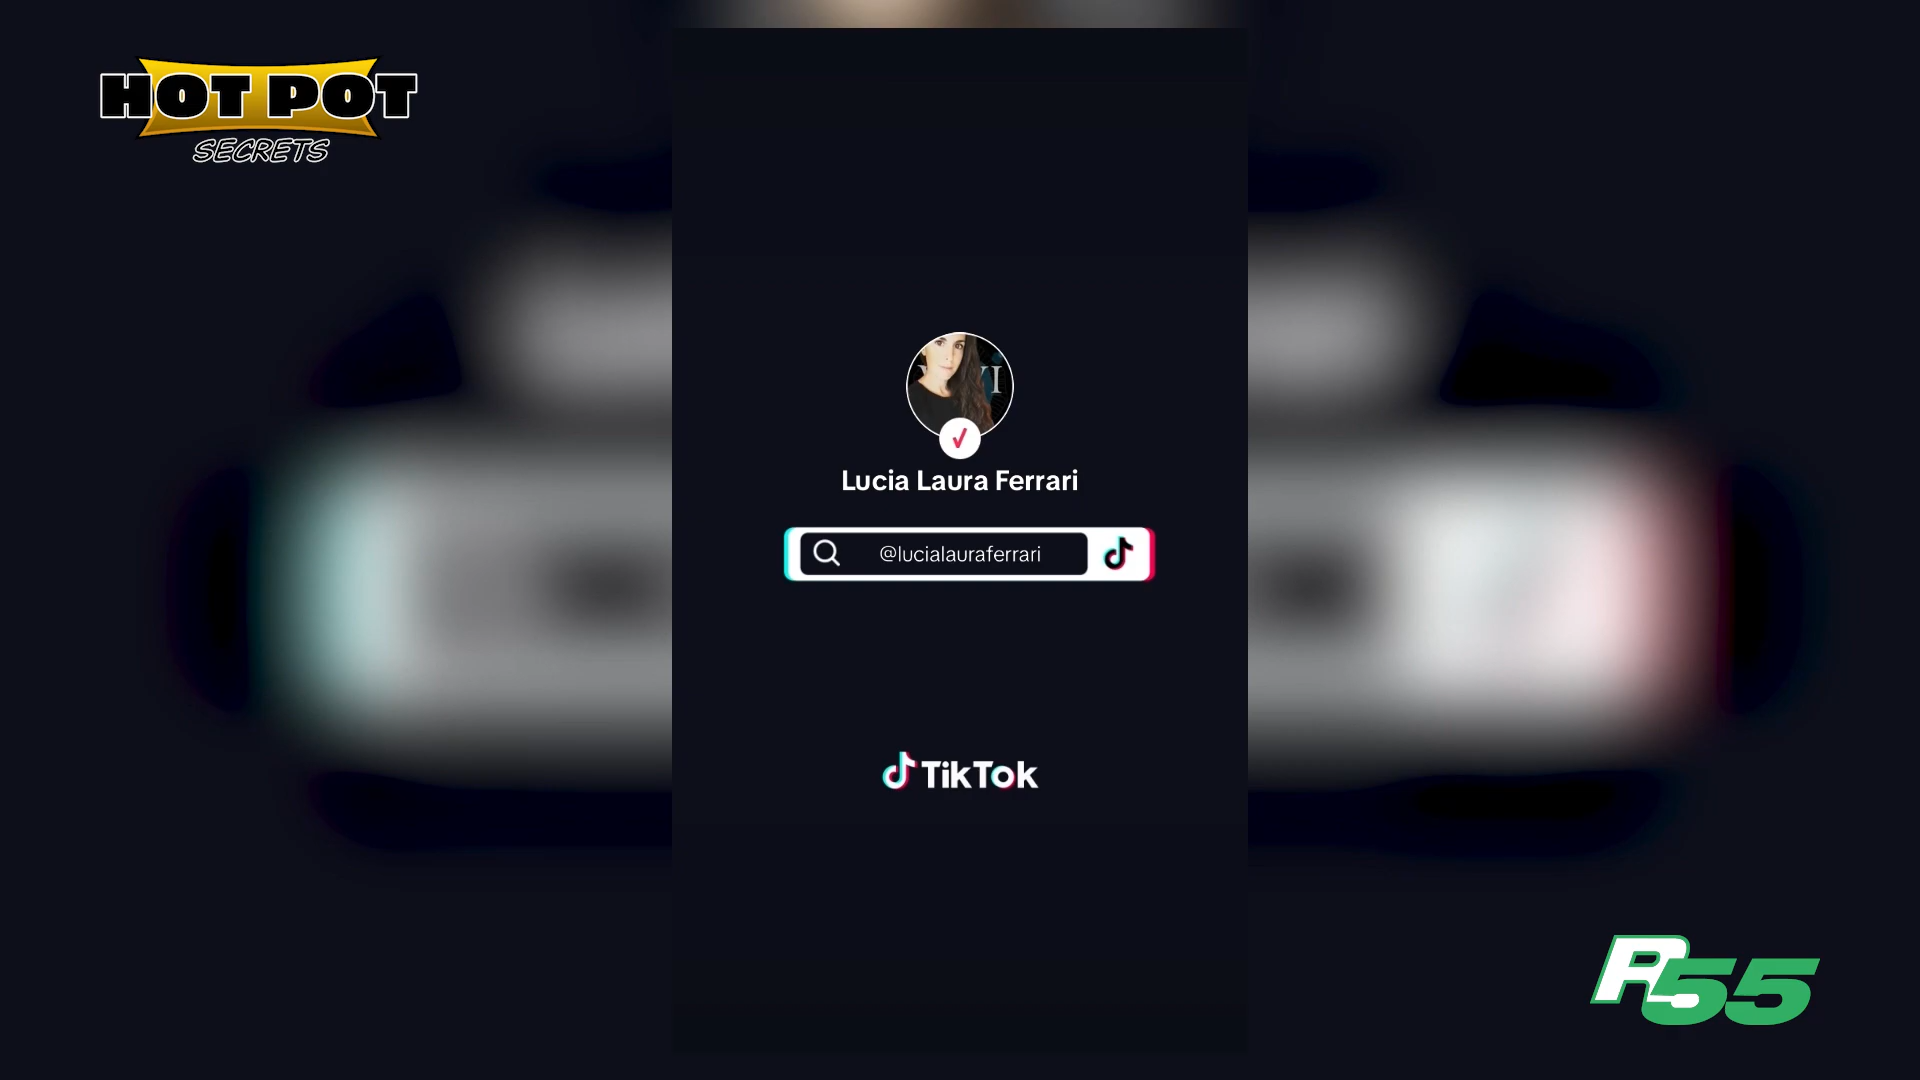 HOT POT
SECRETS
Lucia Laura Ferrari
@lucialauraferrari
TikTok
R55